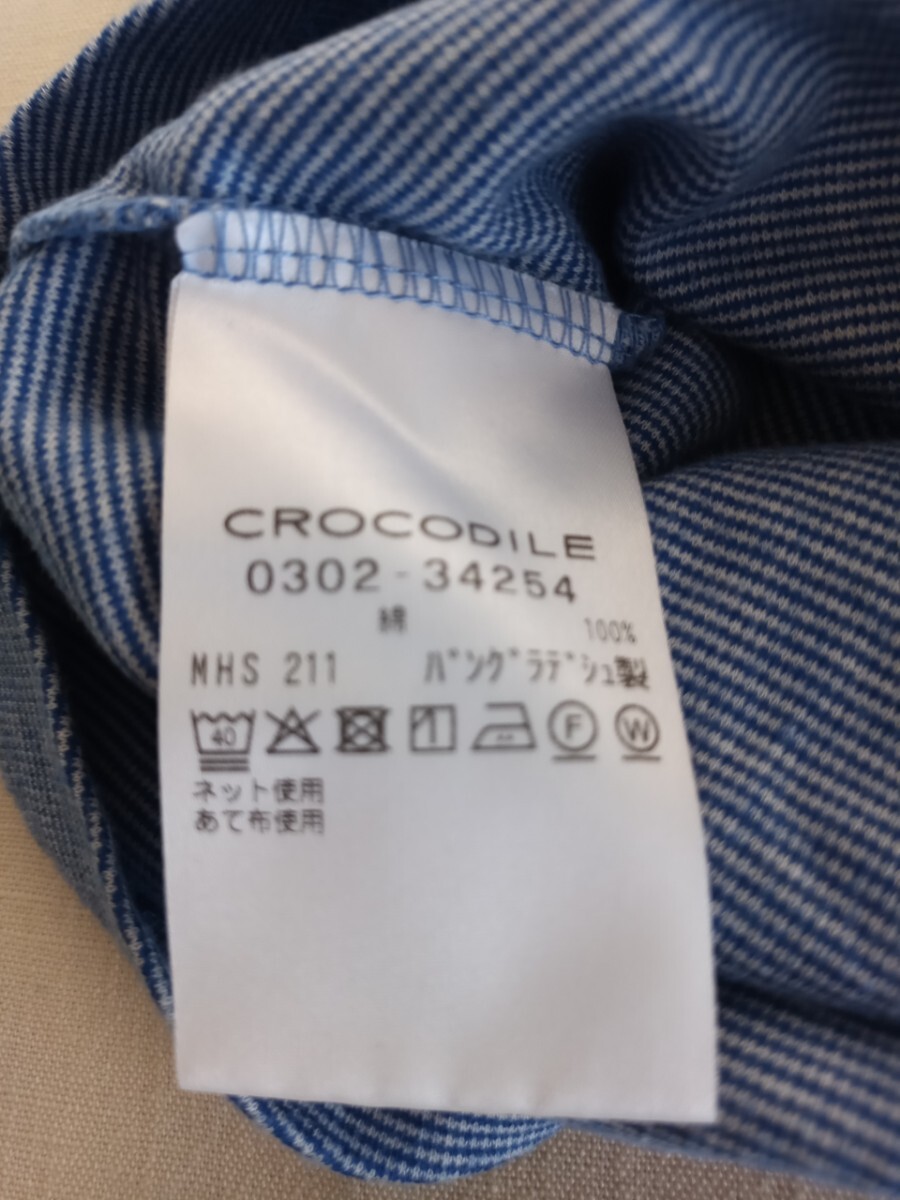 CROCODILE
0302-34254
綿 100%
MHS 211 バングラデシュ製
40 F W
ネット使用
あて布使用